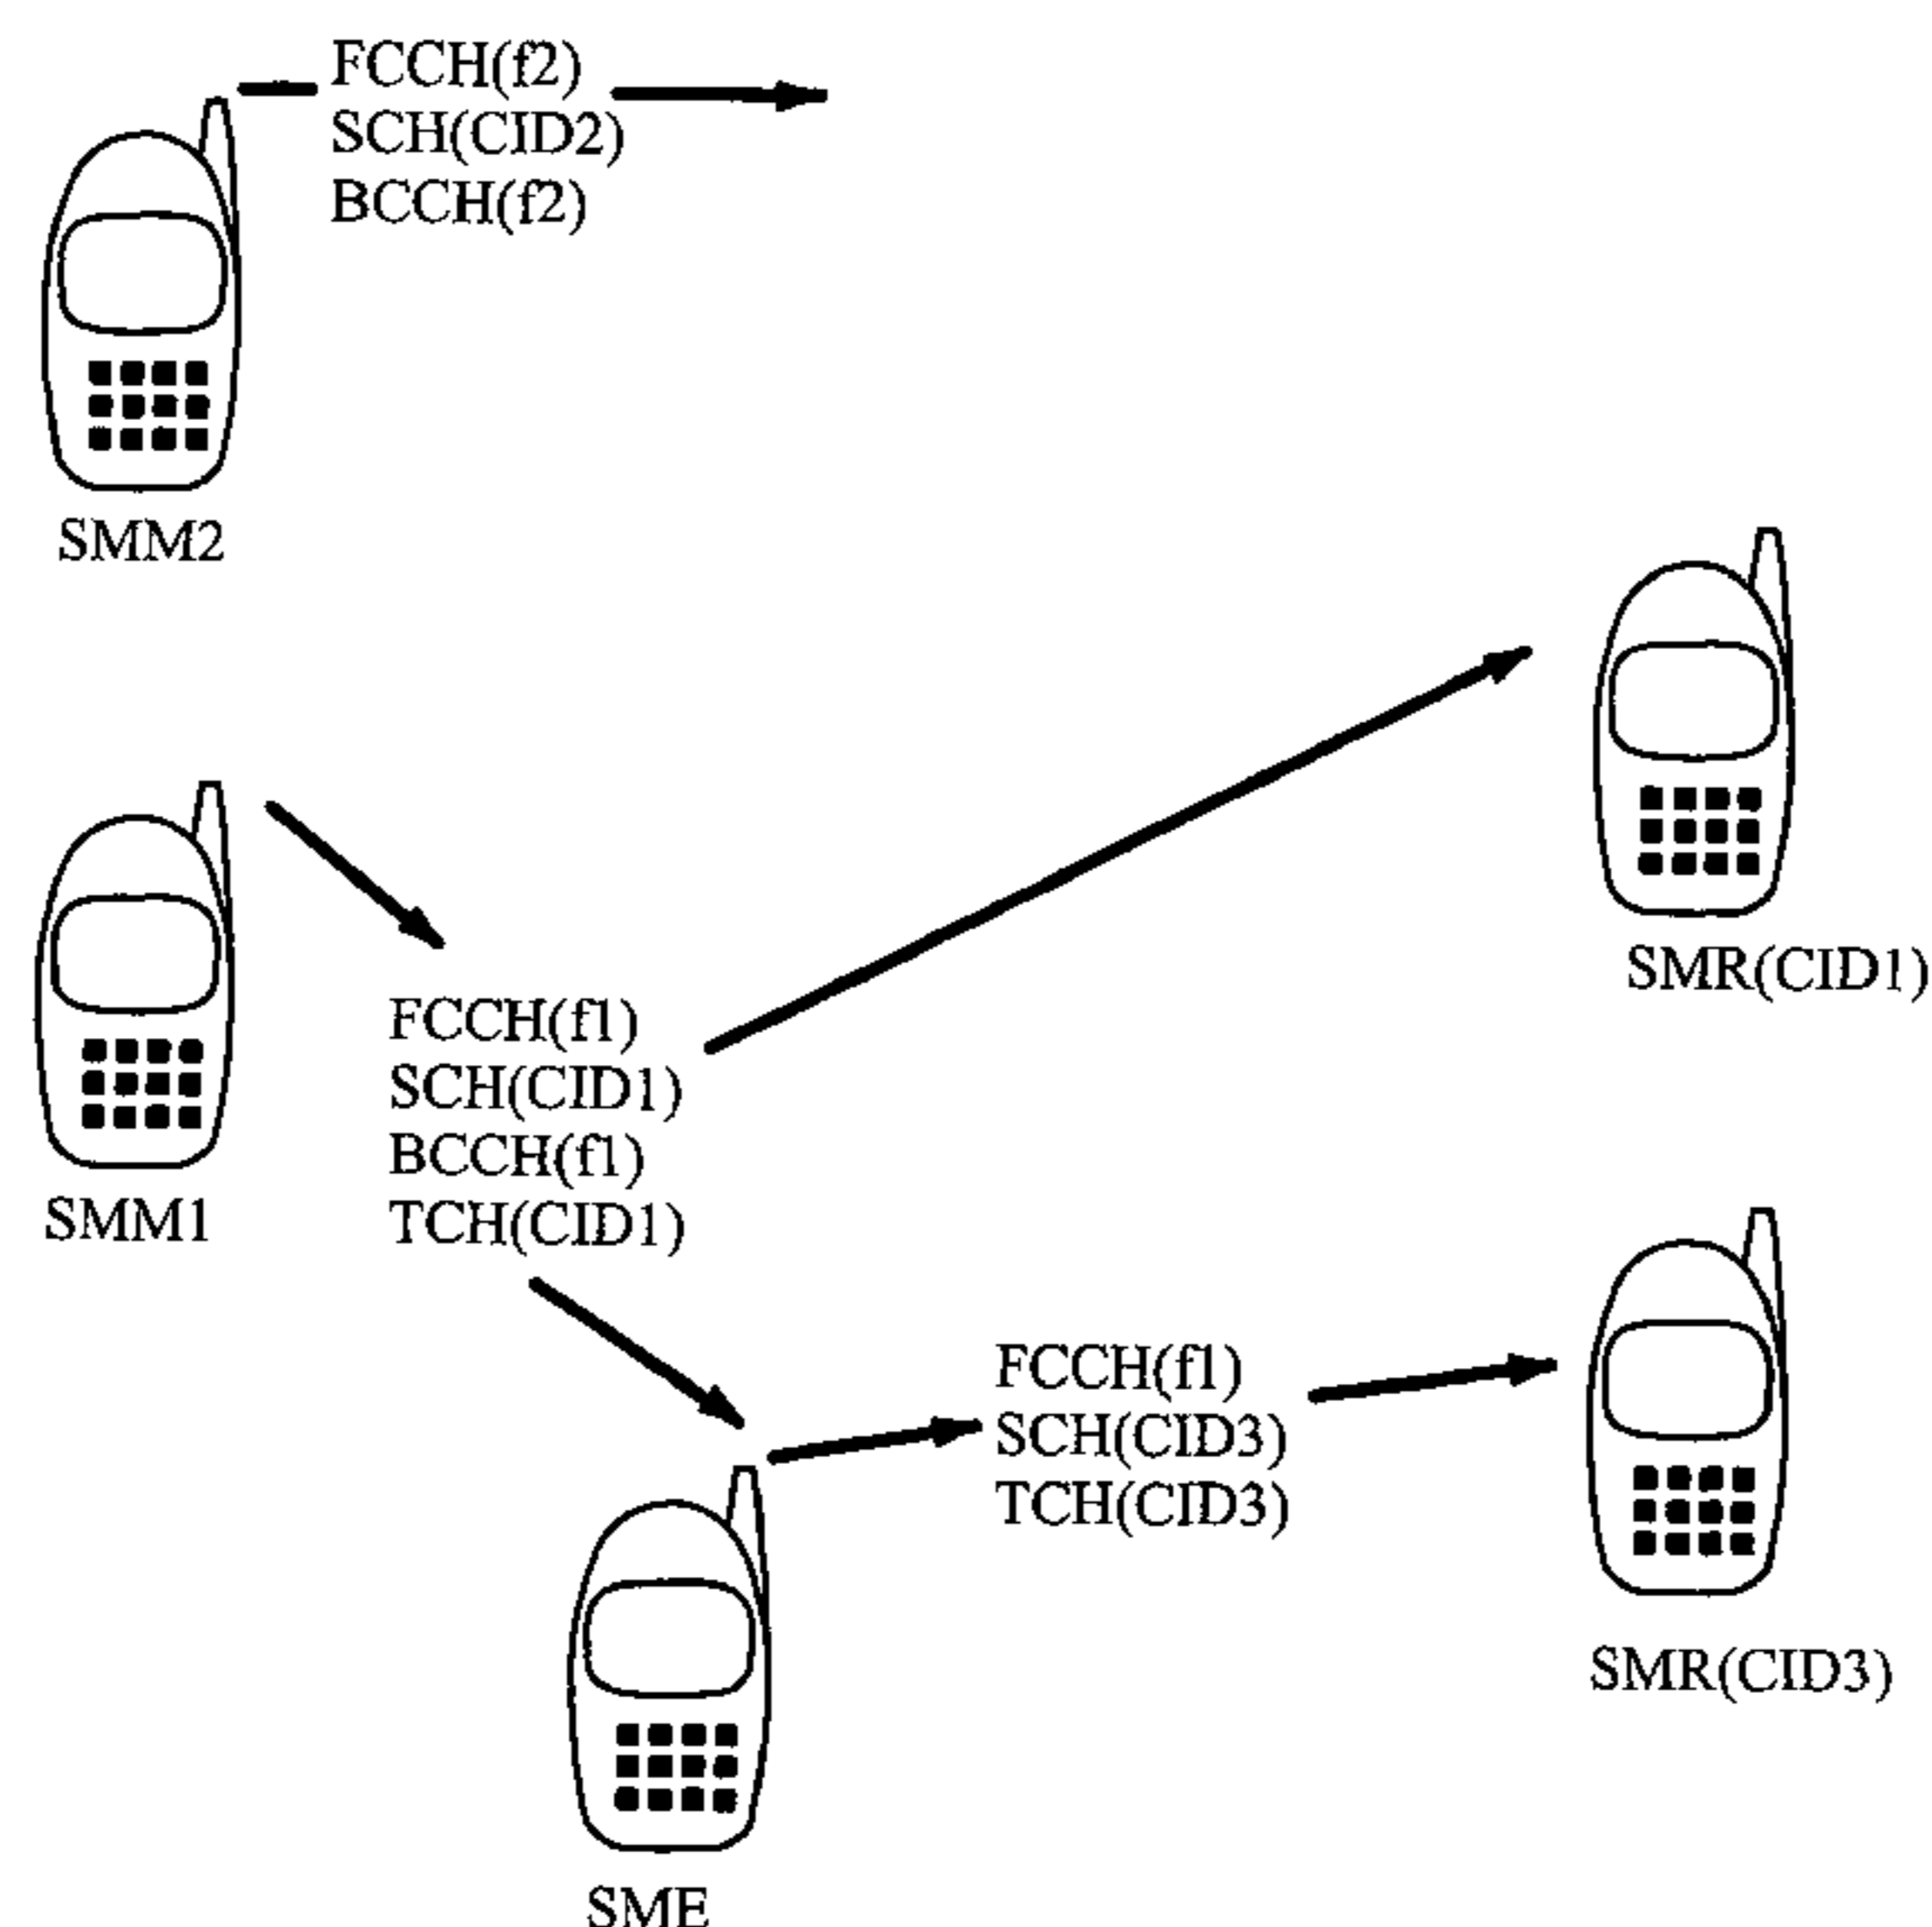 FCCH(f2)
SCH(CID2)
BCCH(f2)
SMM2
SMR(CID1)
FCCH(f1)
SCH(CID1)
BCCH(f1)
TCH(CID1)
SMM1
FCCH(f1)
SCH(CID3)
TCH(CID3)
SMR(CID3)
SME